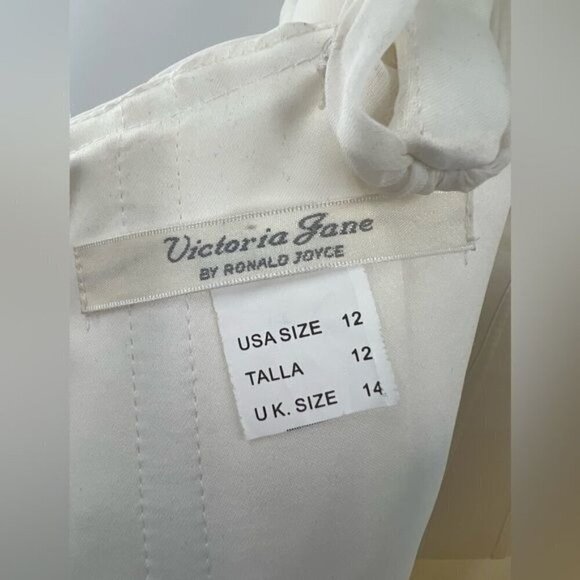 Victoria Jane
BY RONALD JOYCE
USA SIZE 12
TALLA 12
U K. SIZE 14